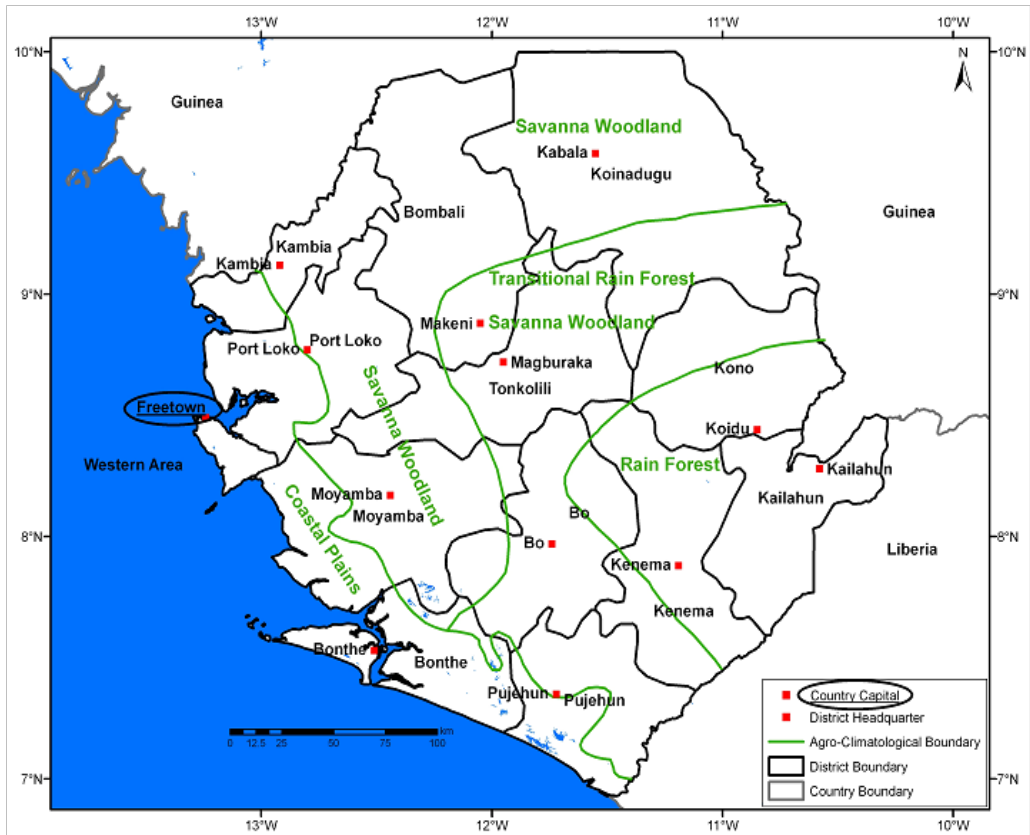 13°W
12°W
11°W
10°W
10°N
10°N
N
Guinea
Savanna Woodland
Kabala
Koinadugu
Bombali
Guinea
Kambia
Kambia
9°N
Transitional Rain Forest
9°N
Makeni
Savanna Woodland
Port Loko
Port Loko
Magburaka
Tonkolili
Kono
Savanna Woodland
Freetown
Koidu
Western Area
Rain Forest
Kailahun
Kailahun
Moyamba
Moyamba
Coastal Plains
Bo
Bo
8°N
8°N
Liberia
Kenema
Kenema
Bonthe
Bonthe
Pujehun
Pujehun
km
0 12.5 25 50 75 100
Country Capital
District Headquarter
Agro-Climatological Boundary
District Boundary
Country Boundary
7°N
7°N
13°W
12°W
11°W
10°W